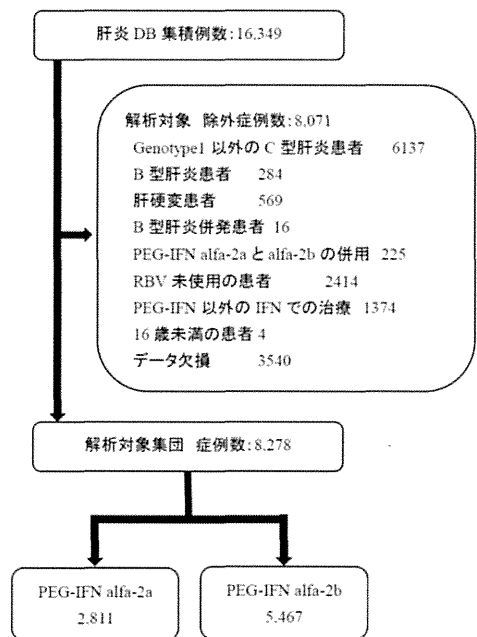 肝炎 DB 集積例数:16,349
解析対象 除外症例数:8,071
Genotype1 以外の C 型肝炎患者 6137
B 型肝炎患者 284
肝硬変患者 569
B 型肝炎併発患者 16
PEG-IFN alfa-2a と alfa-2b の併用 225
RBV 未使用の患者 2414
PEG-IFN 以外の IFN での治療 1374
16 歳未満の患者 4
データ欠損 3540
解析対象集団 症例数:8,278
PEG-IFN alfa-2a
2,811
PEG-IFN alfa-2b
5,467